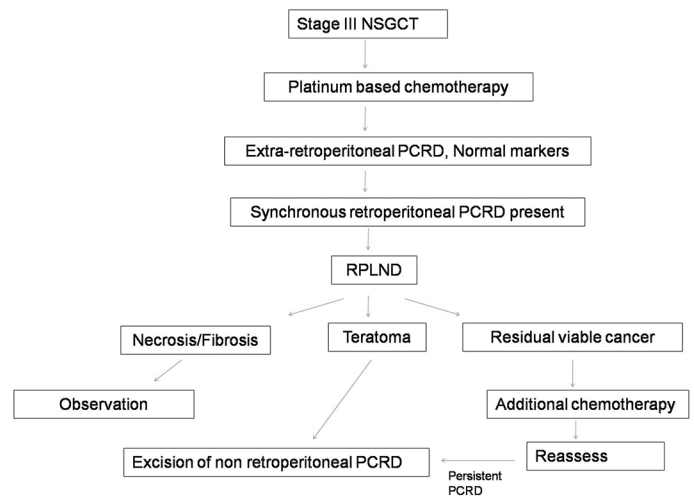 Stage III NSGCT
Platinum based chemotherapy
Extra-retroperitoneal PCRD, Normal markers
Synchronous retroperitoneal PCRD present
RPLND
Necrosis/Fibrosis
Teratoma
Residual viable cancer
Observation
Additional chemotherapy
Excision of non retroperitoneal PCRD
Reassess
Persistent
PCRD